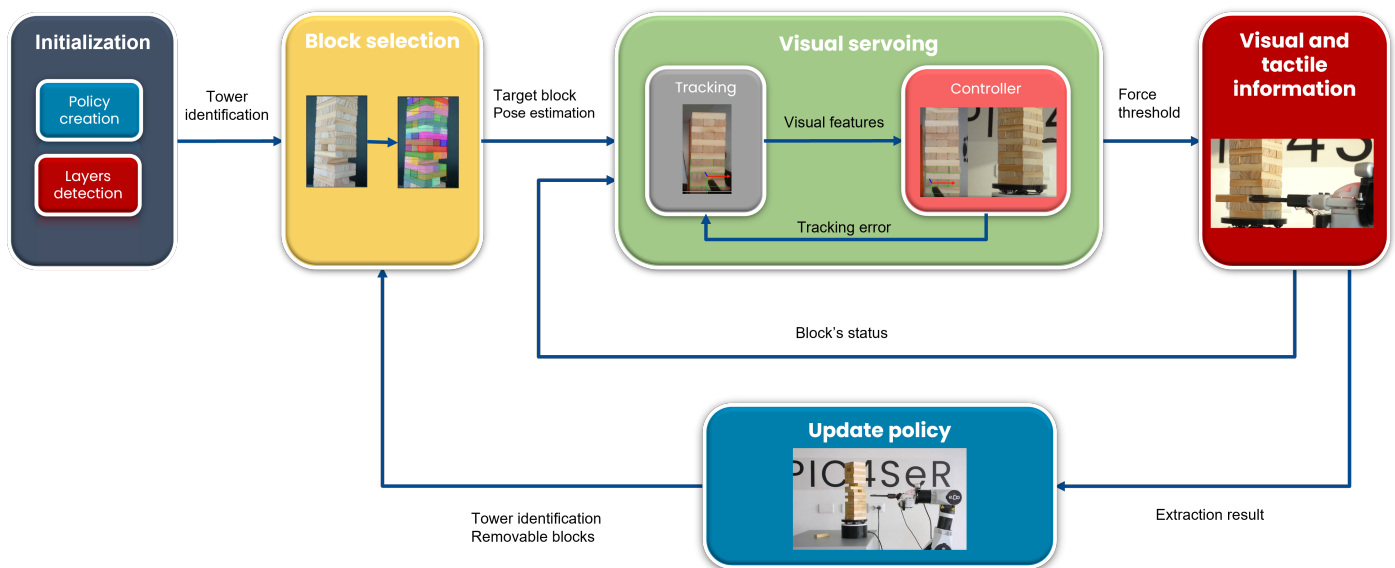 Initialization
Policy
creation
Layers
detection
Tower
identification
Block selection
Target block
Pose estimation
Visual servoing
Tracking
Visual features
Controller
Tracking error
Force
threshold
Visual and
tactile
information
Block’s status
Update policy
PIC4SeR
Tower identification
Removable blocks
Extraction result